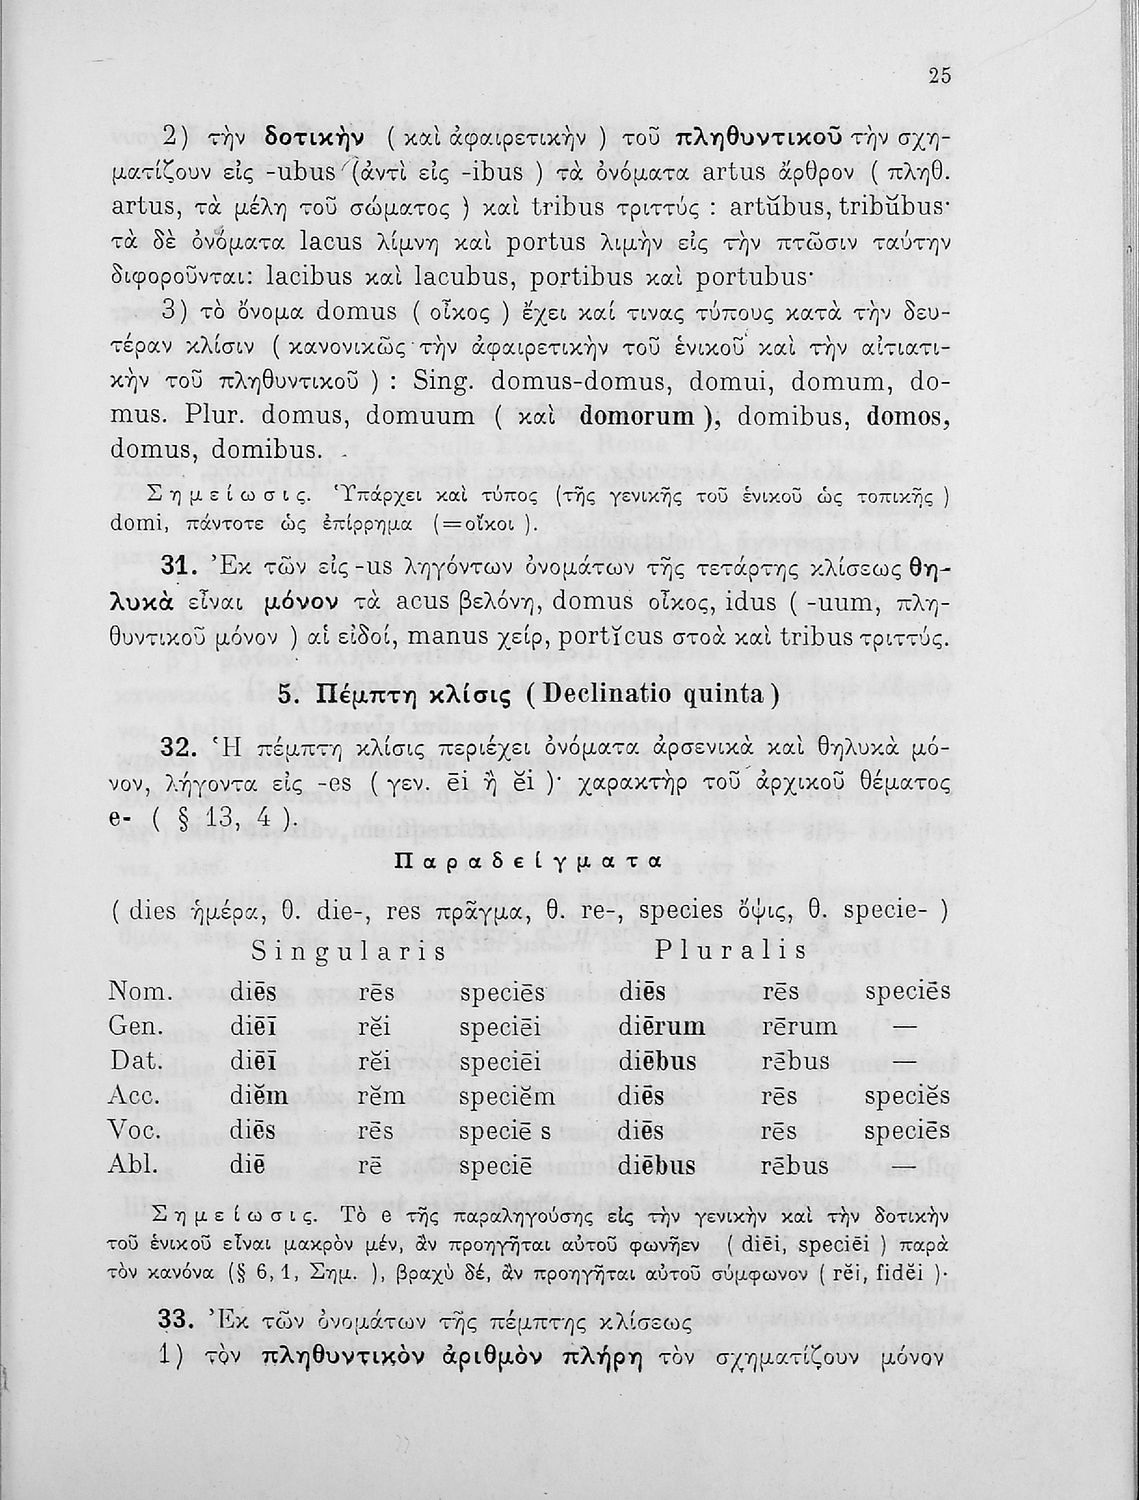 25
2) τὴν δοτικὴν ( καὶ ἀφαιρετικὴν ) τοῦ πληθυντικοῦ τὴν σχη-
ματίζουν εἰς -ubus (ἀντὶ εἰς -ibus ) τὰ ὀνόματα artus ἄρθρον ( πληθ.
artus, τὰ μέλη τοῦ σώματος ) καὶ tribus τριττύς : artŭbus, tribŭbus·
τὰ δὲ ὀνόματα lacus λίμνη καὶ portus λιμὴν εἰς τὴν πτῶσιν ταύτην
διφοροῦνται: lacibus καὶ lacubus, portibus καὶ portubus·
3) τὸ ὄνομα domus ( οἶκος ) ἔχει καί τινας τύπους κατὰ τὴν δευ-
τέραν κλίσιν ( κανονικῶς τὴν ἀφαιρετικὴν τοῦ ἑνικοῦ καὶ τὴν αἰτιατι-
κὴν τοῦ πληθυντικοῦ ) : Sing. domus-domus, domui, domum, do-
mus. Plur. domus, domuum ( καὶ domorum ), domibus, domos,
domus, domibus.
Σημείωσις. Ὑπάρχει καὶ τύπος (τῆς γενικῆς τοῦ ἑνικοῦ ὡς τοπικῆς )
domi, πάντοτε ὡς ἐπίρρημα (=οἴκοι ).
31. Ἐκ τῶν εἰς -us ληγόντων ὀνομάτων τῆς τετάρτης κλίσεως θη-
λυκὰ εἶναι μόνον τὰ acus βελόνη, domus οἶκος, idus ( -uum, πλη-
θυντικοῦ μόνον ) αἱ εἰδοί, manus χείρ, portĭcus στοὰ καὶ tribus τριττύς.
5. Πέμπτη κλίσις ( Declinatio quinta )
32. Ἡ πέμπτη κλίσις περιέχει ὀνόματα ἀρσενικὰ καὶ θηλυκὰ μό-
νον, λήγοντα εἰς -es ( γεν. ēi ἢ ĕi )· χαρακτὴρ τοῦ ἀρχικοῦ θέματος
e- ( § 13, 4 ).
Παραδείγματα
( dies ἡμέρα, θ. die-, res πρᾶγμα, θ. re-, species ὄψις, θ. specie- )
Singularis Pluralis
Nom. diēs rēs speciēs diēs rēs speciēs
Gen. diēī rĕi speciēi diērum rērum —
Dat. diēī rĕi speciēi diēbus rēbus —
Acc. diĕm rĕm speciĕm diēs rēs speciĕs
Voc. diēs rēs speciē s diēs rēs speciēs
Abl. diē rē speciē diēbus rēbus —
Σημείωσις. Τὸ e τῆς παραληγούσης εἰς τὴν γενικὴν καὶ τὴν δοτικὴν
τοῦ ἑνικοῦ εἶναι μακρὸν μέν, ἂν προηγῆται αὐτοῦ φωνῆεν ( diēi, speciēi ) παρὰ
τὸν κανόνα (§ 6, 1, Σημ. ), βραχὺ δέ, ἂν προηγῆται αὐτοῦ σύμφωνον ( rĕi, fidĕi )·
33. Ἐκ τῶν ὀνομάτων τῆς πέμπτης κλίσεως
1) τὸν πληθυντικὸν ἀριθμὸν πλήρη τὸν σχηματίζουν μόνον